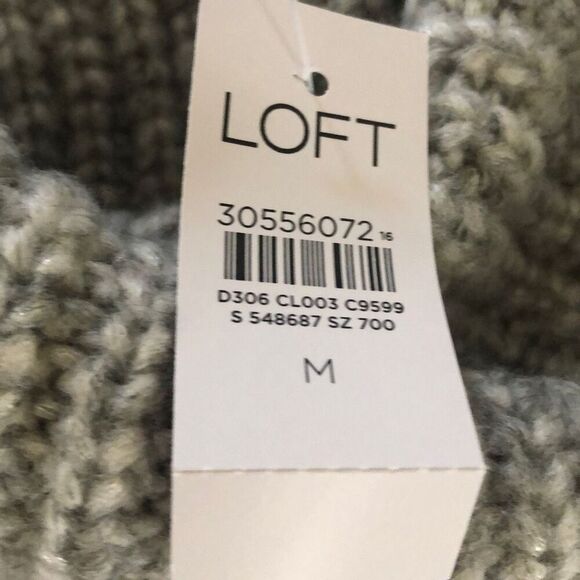 LOFT
30556072 16
D306 CL003 C9599
S 548687 SZ 700
M